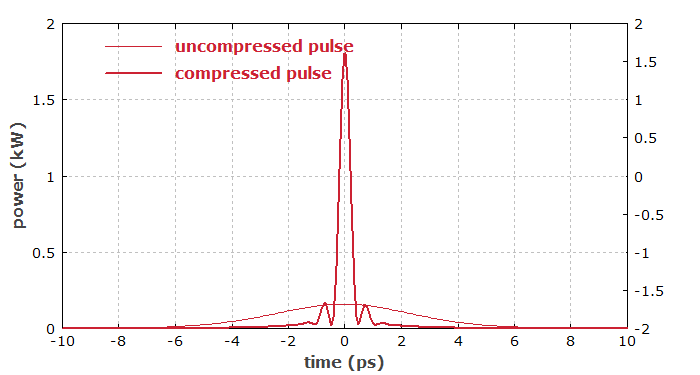 2
1.5
1
0.5
0
power (kW)
uncompressed pulse
compressed pulse
2
1.5
1
0.5
0
-0.5
-1
-1.5
-2
-10 -8 -6 -4 -2 0 2 4 6 8 10
time (ps)